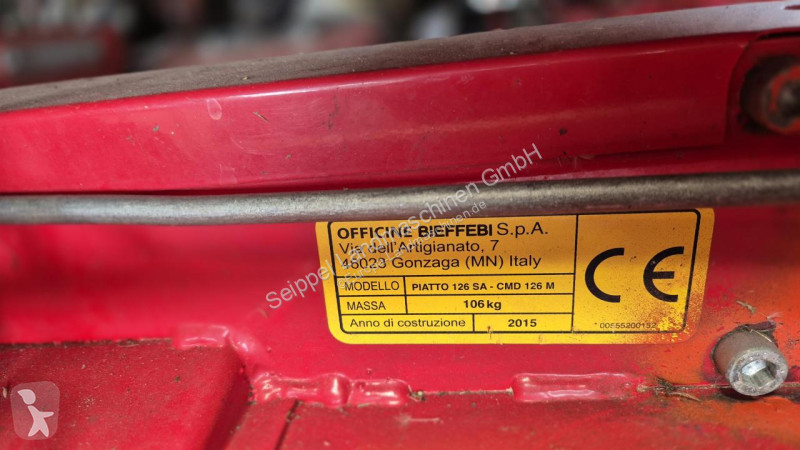 OFFICINE BIEFFEBI S.p.A.
Via dell'Artigianato, 7
46023 Gonzaga (MN) Italy
MODELLO PIATTO 126 SA - CMD 126 M
MASSA 106 kg
Anno di costruzione 2015
CE
Seippel Landmaschinen GmbH